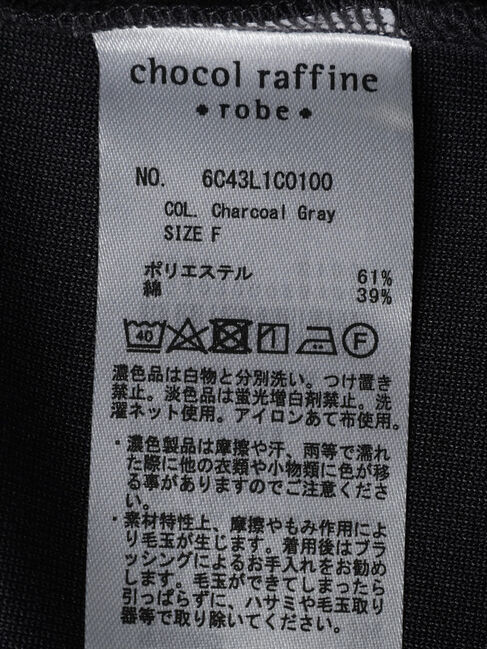 chocol raffine
robe
NO. 6C43L1C0100
COL. Charcoal Gray
SIZE F
ポリエステル 61%
綿 39%
40 F
濃色品は白物と分別洗い。つけ置き
禁止。淡色品は蛍光増白剤禁止。洗
濯ネット使用。アイロンあて布使用。
・濃色製品は摩擦や汗、雨等で濡れ
た際に他の衣類や小物類に色が移
る事がありますのでご注意くださ
い。
・素材特性上、摩擦やもみ作用によ
り毛玉が生じます。着用後はブラ
ッシングによるお手入れをお勧め
します。毛玉ができてしまったら
引っぱらずに、ハサミや毛玉取り
器等で取り除いてください。